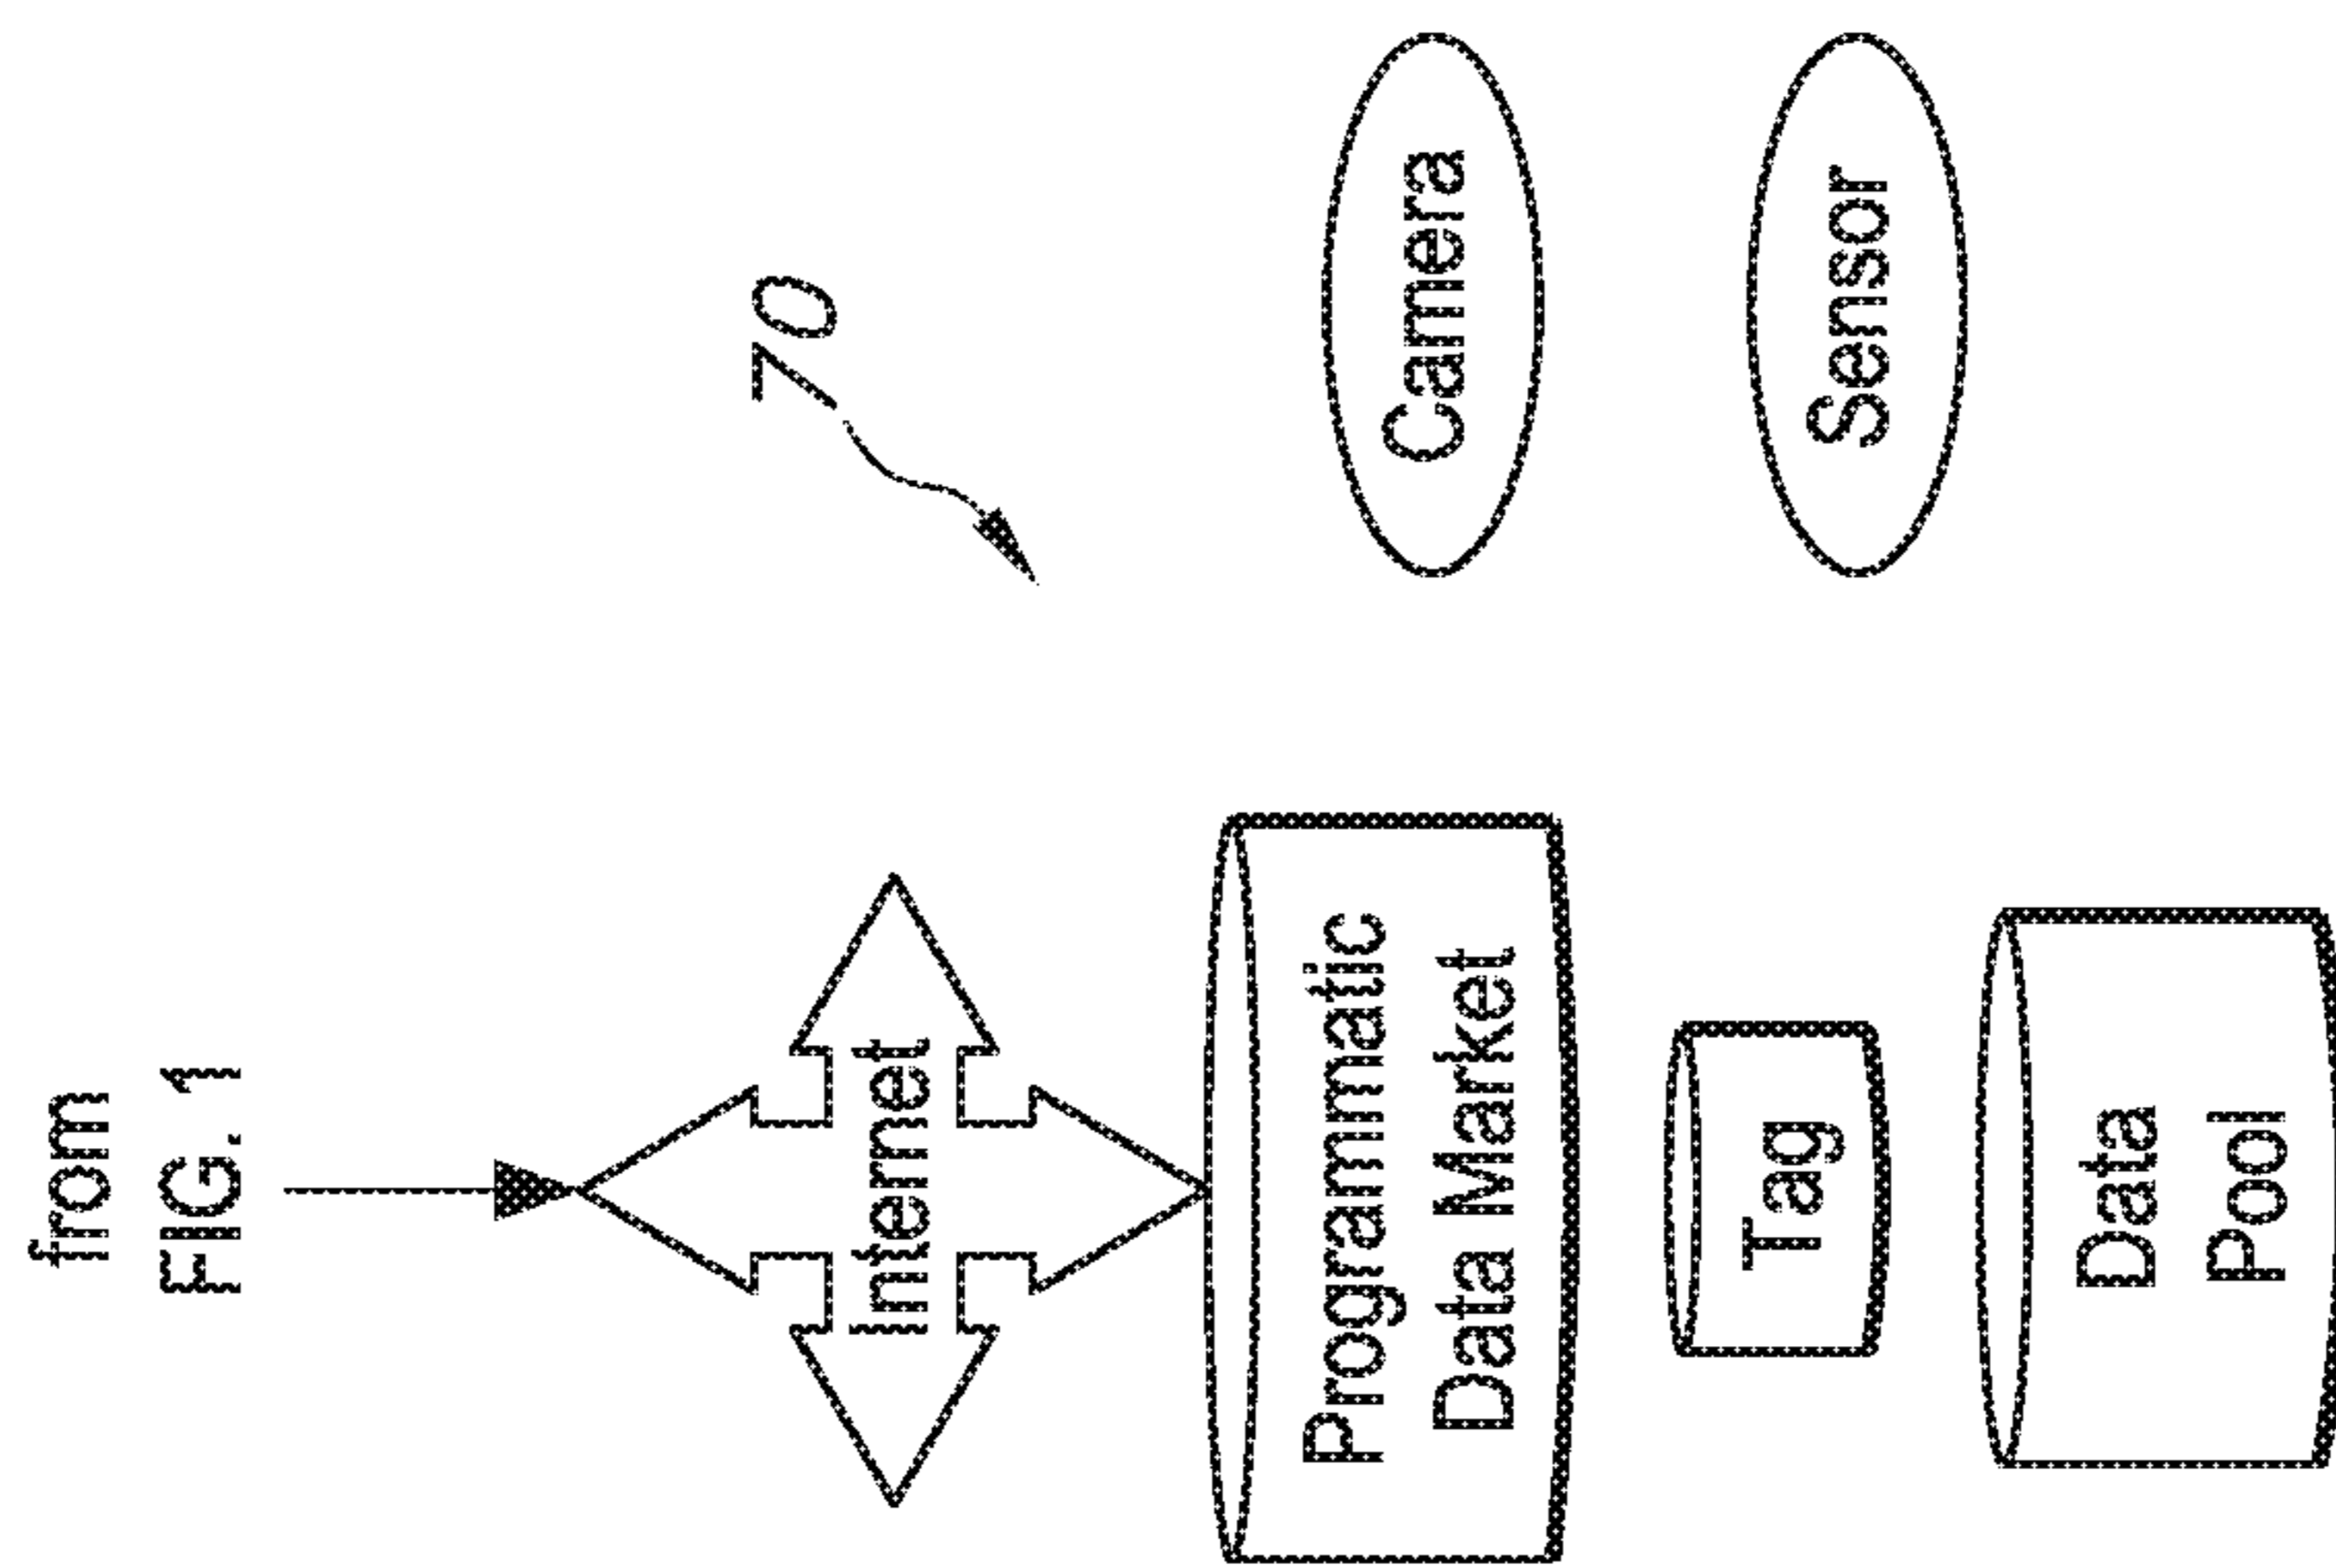 from
FIG. 1
70
Internet
Programmatic
Data Market
Camera
Tag
Sensor
Data
Pool